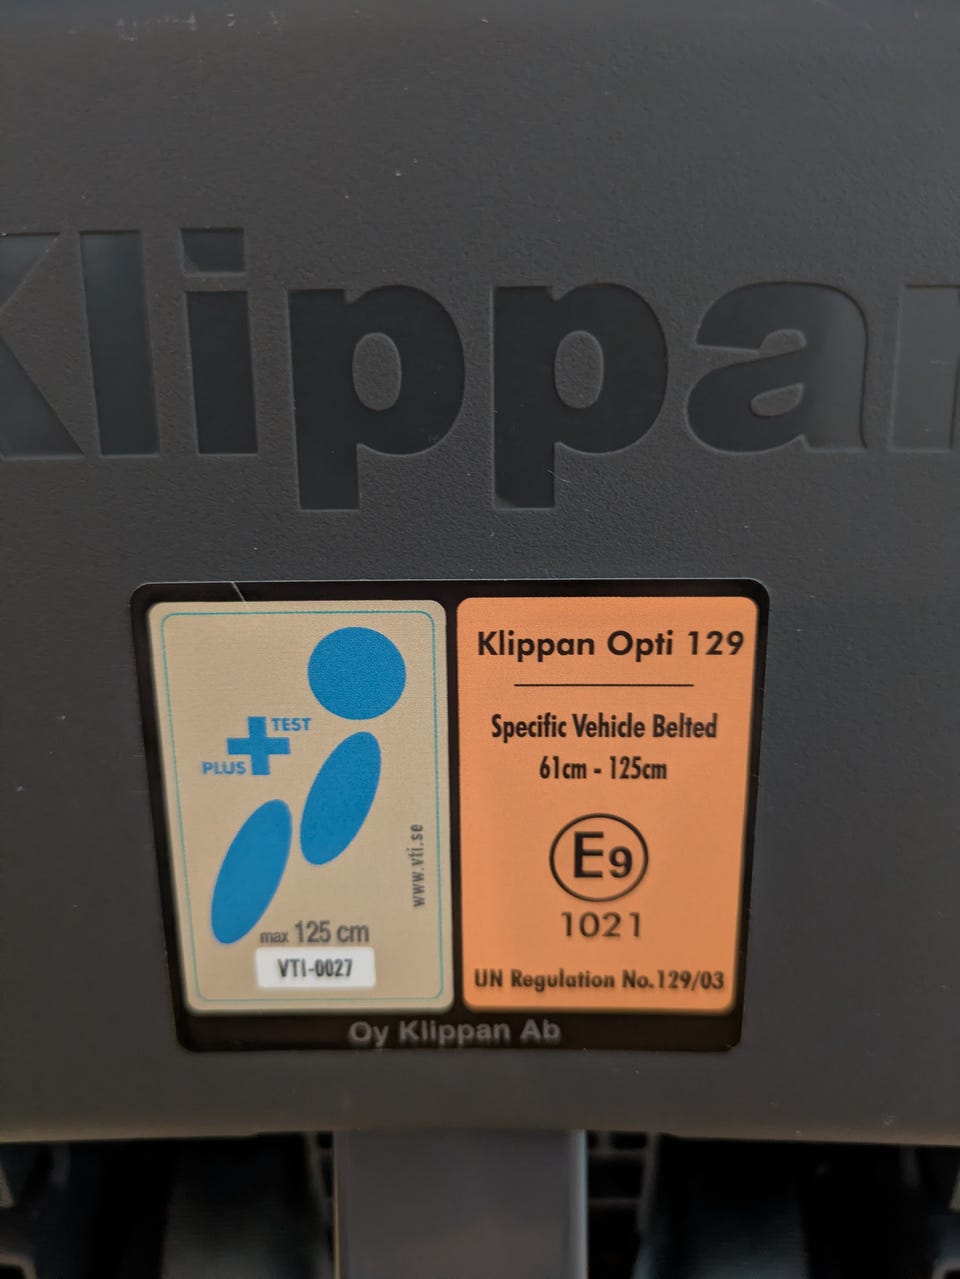 Klippan
TEST
PLUS
www.vti.se
max 125 cm
VTI-0027
Klippan Opti 129
Specific Vehicle Belted
61cm - 125cm
E9
1021
UN Regulation No.129/03
Oy Klippan Ab